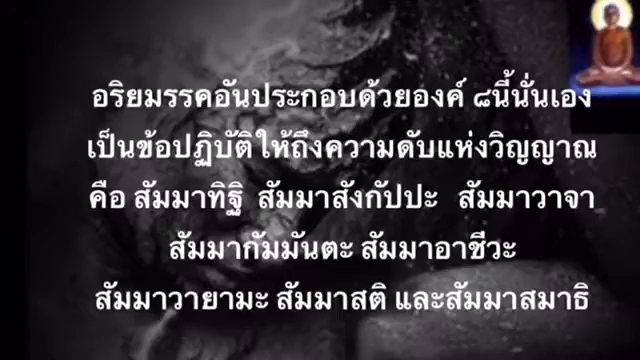 อริยมรรคอันประกอบด้วยองค์ ๘นี้นั่นเอง
เป็นข้อปฏิบัติให้ถึงความดับแห่งวิญญาณ
คือ สัมมาทิฐิ สัมมาสังกัปปะ สัมมาวาจา
สัมมากัมมันตะ สัมมาอาชีวะ
สัมมาวายามะ สัมมาสติ และสัมมาสมาธิ